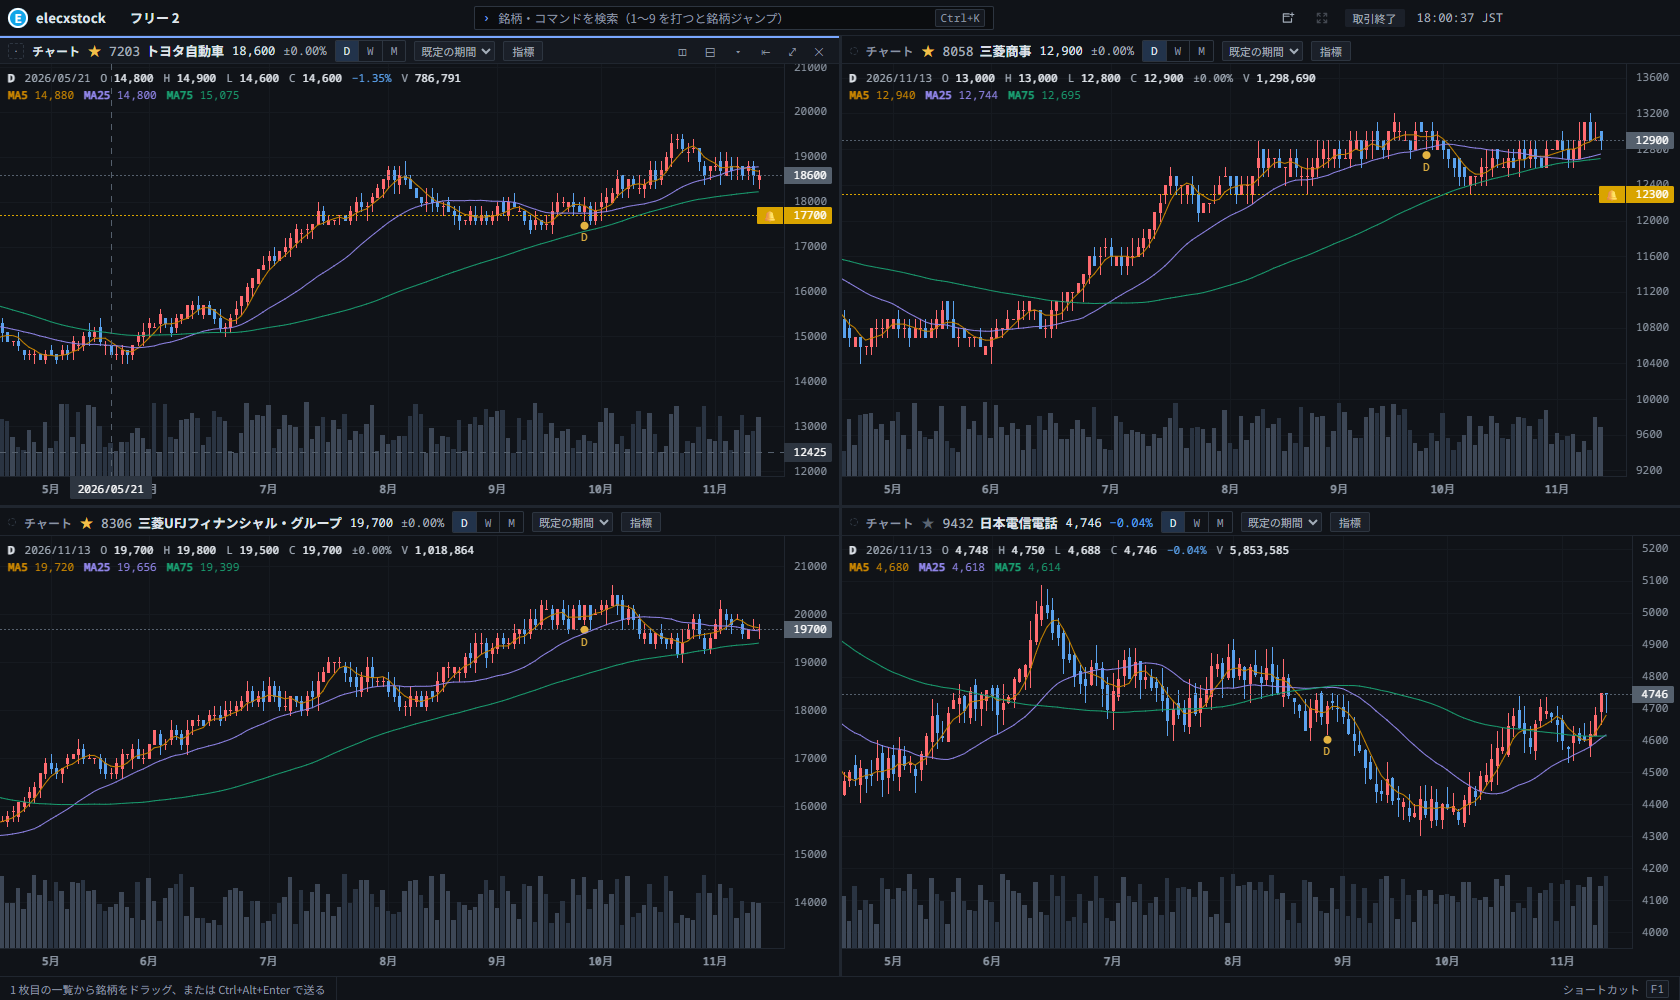 elecxstock フリー 2 › 銘柄・コマンドを検索（1〜9 を打つと銘柄ジャンプ） Ctrl+K 取引終了 18:00:37 JST
チャート ★ 7203 トヨタ自動車 18,600 ±0.00% D W M 既定の期間 指標
D 2026/05/21 O 14,800 H 14,900 L 14,600 C 14,600 −1.35% V 786,791
MA5 14,880 MA25 14,800 MA75 15,075
21000
20000
19000
18600
18000
17700
17000
16000
15000
14000
13000
12425
12000
D
5月 2026/05/21 7月 8月 9月 10月 11月
チャート ★ 8058 三菱商事 12,900 ±0.00% D W M 既定の期間 指標
D 2026/11/13 O 13,000 H 13,000 L 12,800 C 12,900 ±0.00% V 1,298,690
MA5 12,940 MA25 12,744 MA75 12,695
13600
13200
12900
12800
12400
12300
12000
11600
11200
10800
10400
10000
9600
9200
D
5月 6月 7月 8月 9月 10月 11月
チャート ★ 8306 三菱UFJフィナンシャル・グループ 19,700 ±0.00% D W M 既定の期間 指標
D 2026/11/13 O 19,700 H 19,800 L 19,500 C 19,700 ±0.00% V 1,018,864
MA5 19,720 MA25 19,656 MA75 19,399
21000
20000
19700
19000
18000
17000
16000
15000
14000
D
5月 6月 7月 8月 9月 10月 11月
チャート ★ 9432 日本電信電話 4,746 −0.04% D W M 既定の期間 指標
D 2026/11/13 O 4,748 H 4,750 L 4,688 C 4,746 −0.04% V 5,853,585
MA5 4,680 MA25 4,618 MA75 4,614
5200
5100
5000
4900
4800
4746
4700
4600
4500
4400
4300
4200
4100
4000
D
5月 6月 7月 8月 9月 10月 11月
1 枚目の一覧から銘柄をドラッグ、または Ctrl+Alt+Enter で送る ショートカット F1